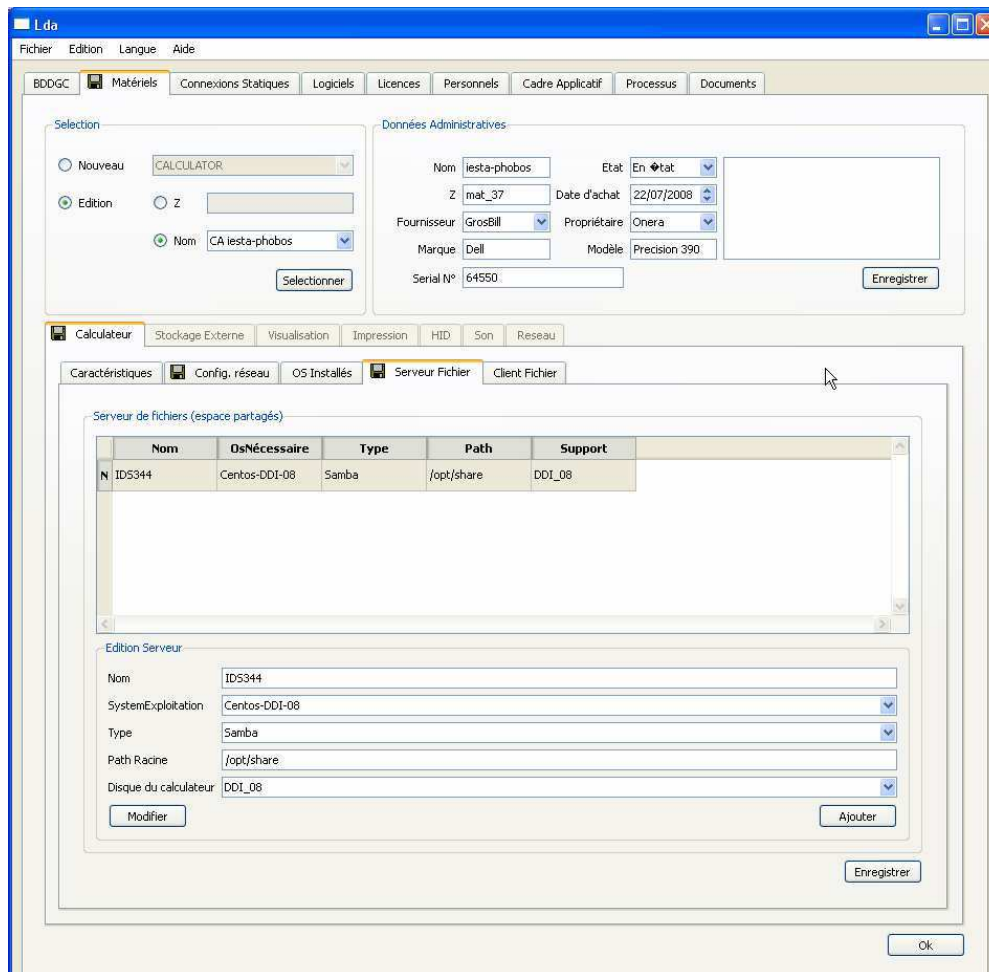 Lda
Fichier Edition Langue Aide
BDDGC Matériels Connexions Statiques Logiciels Licences Personnels Cadre Applicatif Processus Documents
Selection
Nouveau CALCULATOR
Edition Z
Nom CA iesta-phobos
Selectionner
Données Administratives
Nom iesta-phobos Etat En �tat
Z mat_37 Date d'achat 22/07/2008
Fournisseur GrosBill Propriétaire Onera
Marque Dell Modèle Precision 390
Serial N° 64550
Enregistrer
Calculateur Stockage Externe Visualisation Impression HID Son Reseau
Caractéristiques Config. réseau OS Installés Serveur Fichier Client Fichier
Serveur de fichiers (espace partagés)
Nom OsNécessaire Type Path Support
N IDS344 Centos-DDI-08 Samba /opt/share DDI_08
Edition Serveur
Nom IDS344
SystemExploitation Centos-DDI-08
Type Samba
Path Racine /opt/share
Disque du calculateur DDI_08
Modifier Ajouter
Enregistrer
Ok